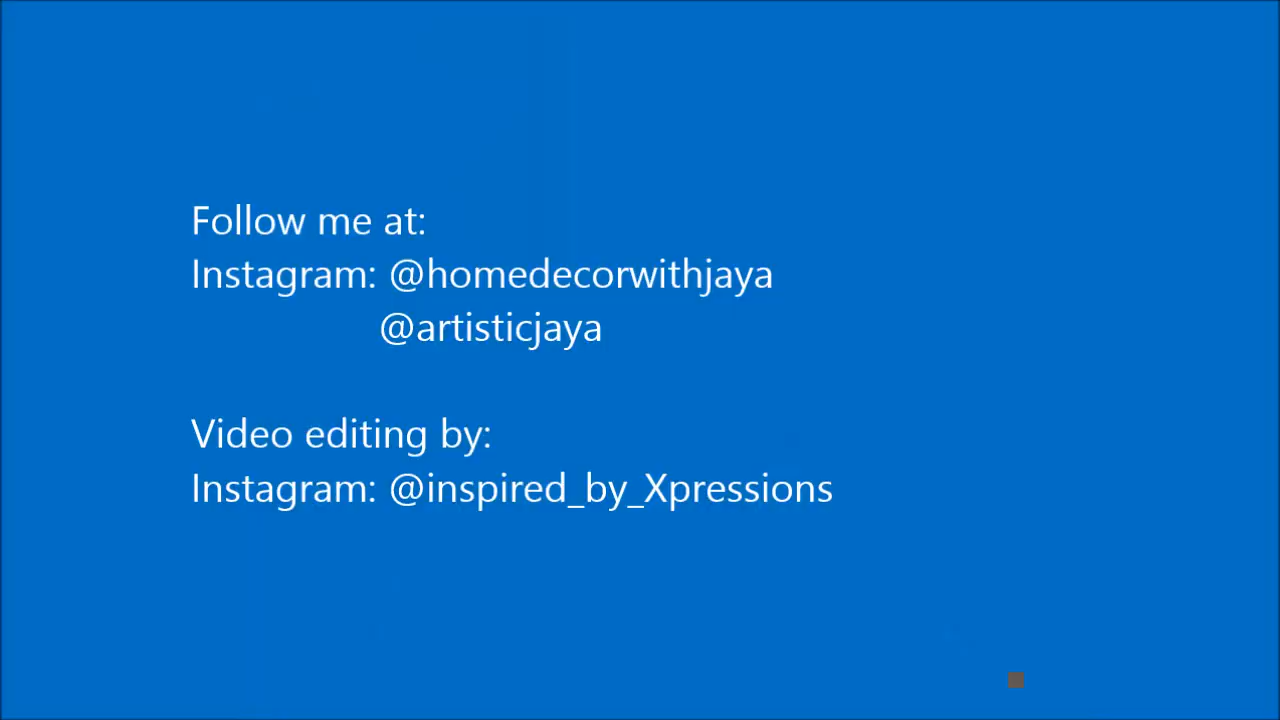 Follow me at:
Instagram: @homedecorwithjaya
@artisticjaya
Video editing by:
Instagram: @inspired_by_Xpressions